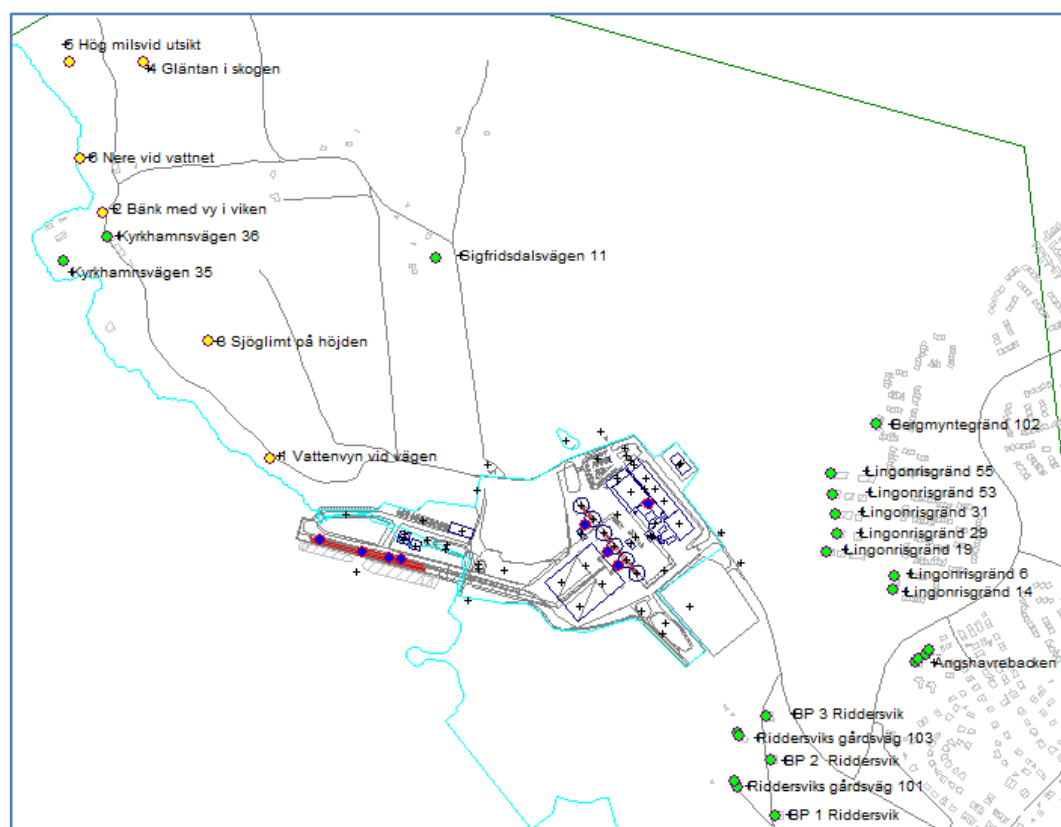 5 Hög milsvid utsikt
4 Gläntan i skogen
6 Nere vid vattnet
2 Bänk med vy i viken
Kyrkhamnsvägen 36
Sigfridsdalsvägen 11
Kyrkhamnsvägen 35
3 Sjöglimt på höjden
Bergmyntegränd 102
1 Vattenvyn vid vägen
Lingonrisgränd 55
Lingonrisgränd 53
Lingonrisgränd 31
Lingonrisgränd 29
Lingonrisgränd 19
Lingonrisgränd 6
Lingonrisgränd 14
Ängshavrebacken
BP 3 Riddersvik
Riddersviks gårdsväg 103
BP 2 Riddersvik
Riddersviks gårdsväg 101
BP 1 Riddersvik